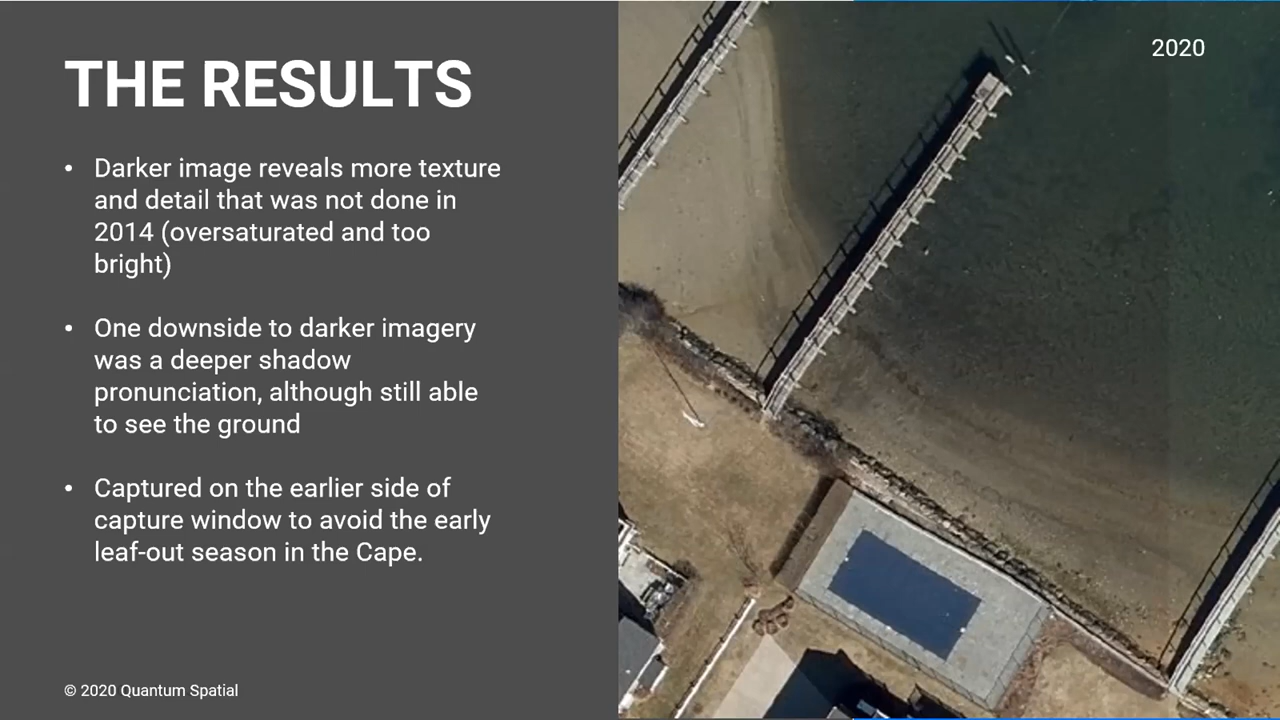 THE RESULTS
• Darker image reveals more texture
and detail that was not done in
2014 (oversaturated and too
bright)
• One downside to darker imagery
was a deeper shadow
pronunciation, although still able
to see the ground
• Captured on the earlier side of
capture window to avoid the early
leaf-out season in the Cape.
© 2020 Quantum Spatial
2020